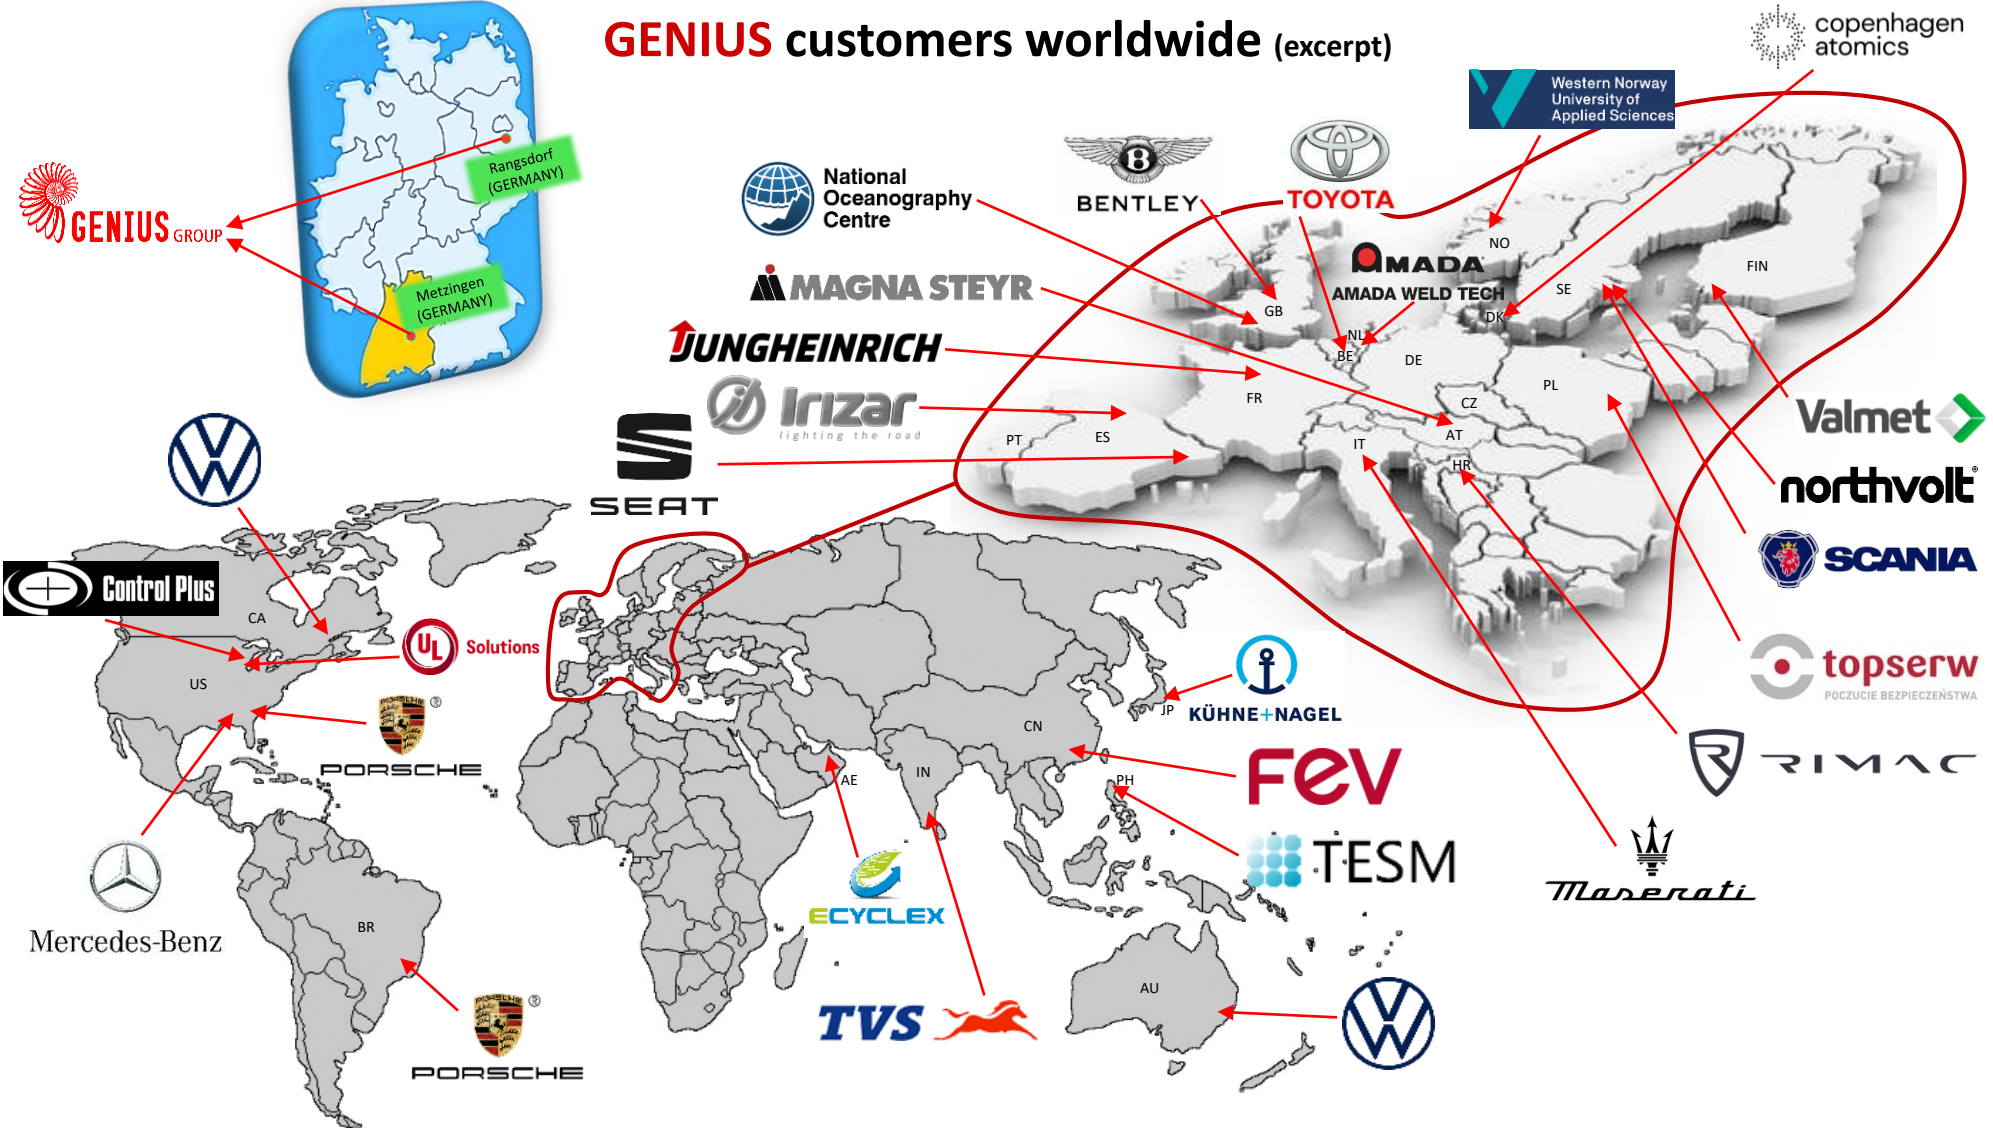 GENIUS customers worldwide (excerpt)
copenhagen
atomics
Western Norway
University of
Applied Sciences
Rangsdorf
(GERMANY)
GENIUS GROUP
Metzingen
(GERMANY)
National
Oceanography
Centre
BENTLEY
TOYOTA
MAGNA STEYR
AMADA
AMADA WELD TECH
JUNGHEINRICH
Irizar
lighting the road
SEAT
NO
FIN
SE
GB
DK
NL
BE
DE
PL
FR
CZ
PT
ES
IT
AT
HR
Valmet
northvolt®
SCANIA
topserw
POCZUCIE BEZPIECZEŃSTWA
RIMAC
Maserati
Control Plus
CA
UL Solutions
US
PORSCHE
®
PORSCHE
Mercedes-Benz
BR
PORSCHE
®
PORSCHE
JP
KÜHNE+NAGEL
CN
FEV
IN
AE
PH
TESM
ECYCLEX
TVS
AU